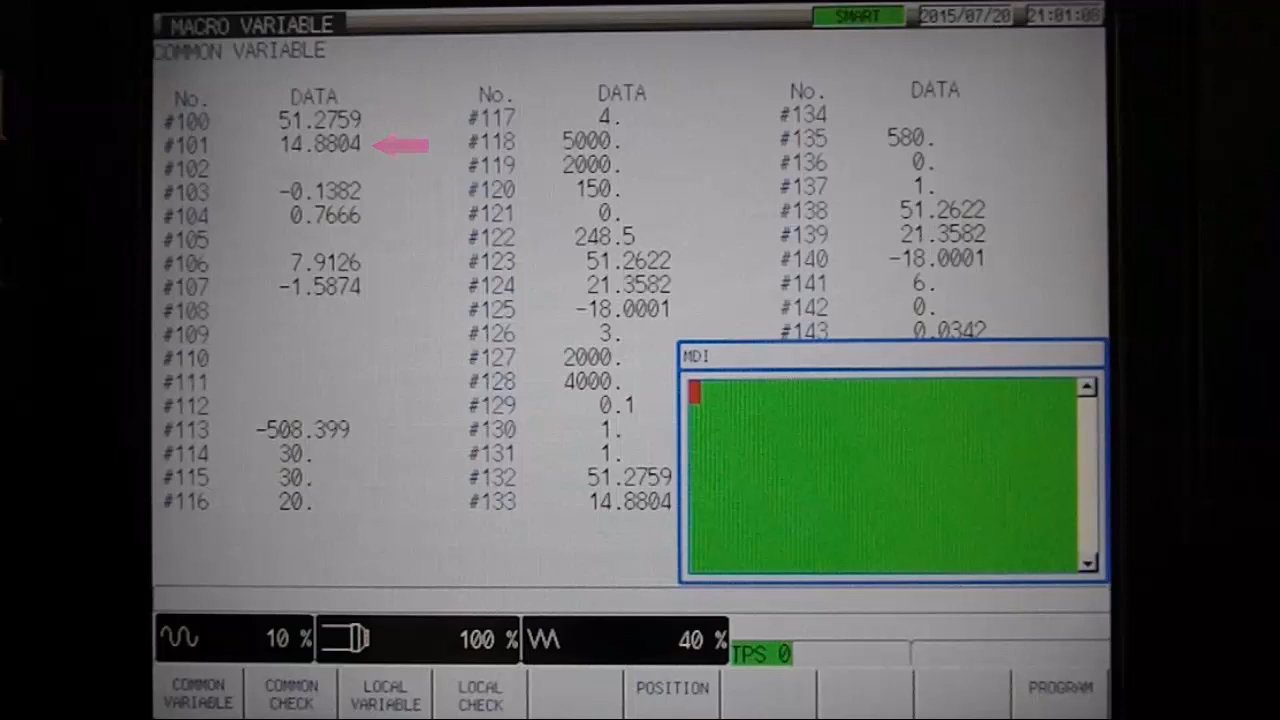 MACRO VARIABLE SMART 2015/07/20 21:01:08
COMMON VARIABLE
No. DATA No. DATA No. DATA
#100 51.2759 #117 4. #134
#101 14.8804 #118 5000. #135 580.
#102 #119 2000. #136 0.
#103 -0.1382 #120 150. #137 1.
#104 0.7666 #121 0. #138 51.2622
#105 #122 248.5 #139 21.3582
#106 7.9126 #123 51.2622 #140 -18.0001
#107 -1.5874 #124 21.3582 #141 6.
#108 #125 -18.0001 #142 0.
#109 #126 3. #143 0.0342
#110 #127 2000.
#111 #128 4000.
#112 #129 0.1
#113 -508.399 #130 1.
#114 30. #131 1.
#115 30. #132 51.2759
#116 20. #133 14.8804
MDI
10 % 100 % 40 % TPS 0
COMMON VARIABLE COMMON CHECK LOCAL VARIABLE LOCAL CHECK POSITION PROGRAM